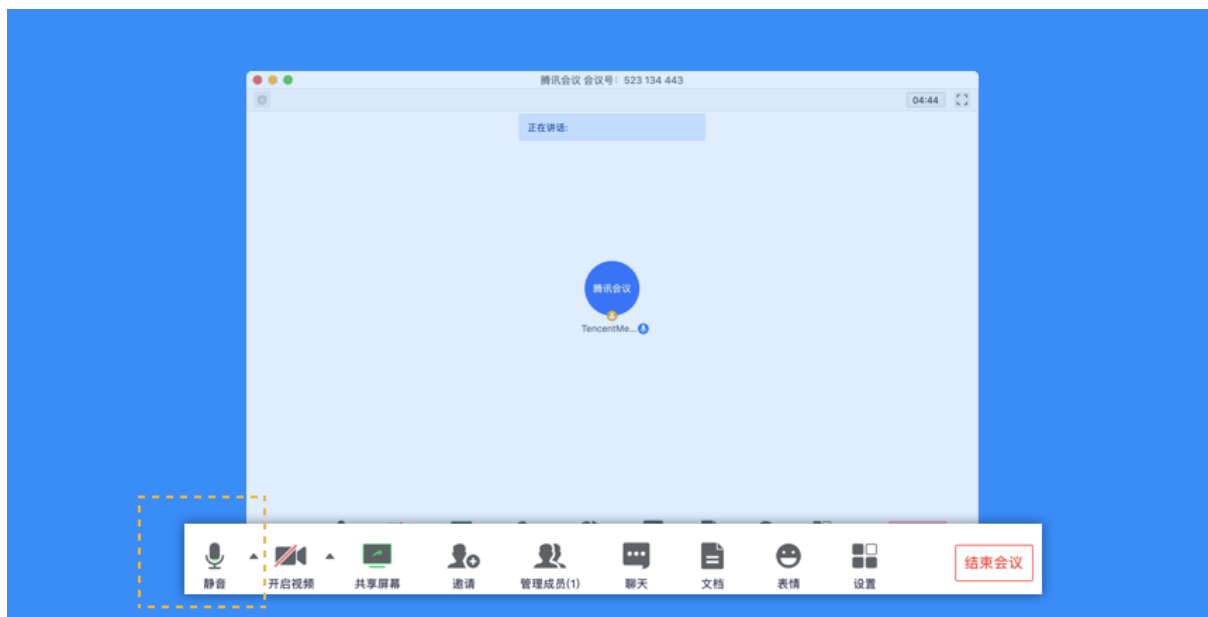 腾讯会议 会议号：523 134 443
04:44
正在讲话:
腾讯会议
TencentMe...
静音
开启视频
共享屏幕
邀请
管理成员(1)
聊天
文档
表情
设置
结束会议